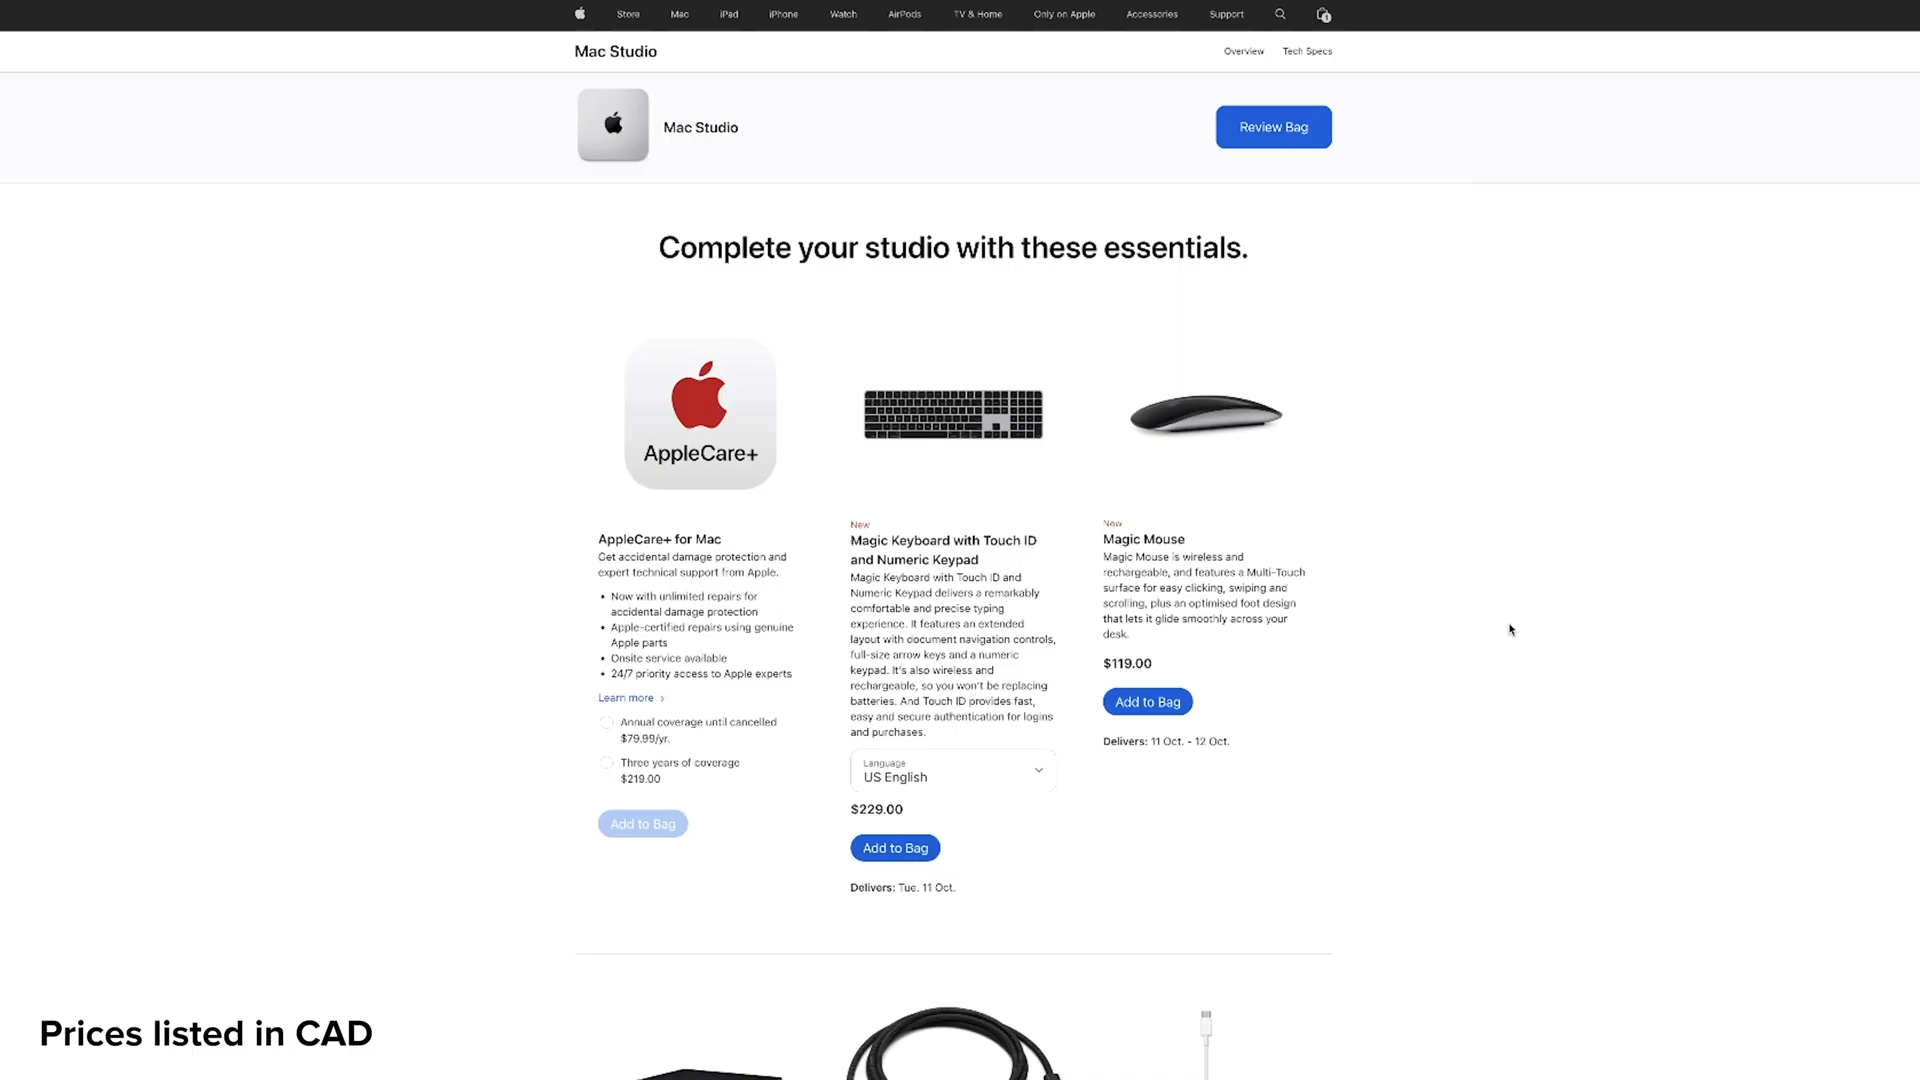 Store Mac iPad iPhone Watch AirPods TV & Home Only on Apple Accessories Support 1
Mac Studio
Overview Tech Specs
Mac Studio
Review Bag
Complete your studio with these essentials.
AppleCare+
AppleCare+ for Mac
Get accidental damage protection and
expert technical support from Apple.
• Now with unlimited repairs for
accidental damage protection
• Apple-certified repairs using genuine
Apple parts
• Onsite service available
• 24/7 priority access to Apple experts
Learn more >
Annual coverage until cancelled
$79.99/yr.
Three years of coverage
$219.00
Add to Bag
New
Magic Keyboard with Touch ID
and Numeric Keypad
Magic Keyboard with Touch ID and
Numeric Keypad delivers a remarkably
comfortable and precise typing
experience. It features an extended
layout with document navigation controls,
full-size arrow keys and a numeric
keypad. It's also wireless and
rechargeable, so you won't be replacing
batteries. And Touch ID provides fast,
easy and secure authentication for logins
and purchases.
Language
US English
$229.00
Add to Bag
Delivers: Tue. 11 Oct.
New
Magic Mouse
Magic Mouse is wireless and
rechargeable, and features a Multi-Touch
surface for easy clicking, swiping and
scrolling, plus an optimised foot design
that lets it glide smoothly across your
desk.
$119.00
Add to Bag
Delivers: 11 Oct. - 12 Oct.
Prices listed in CAD